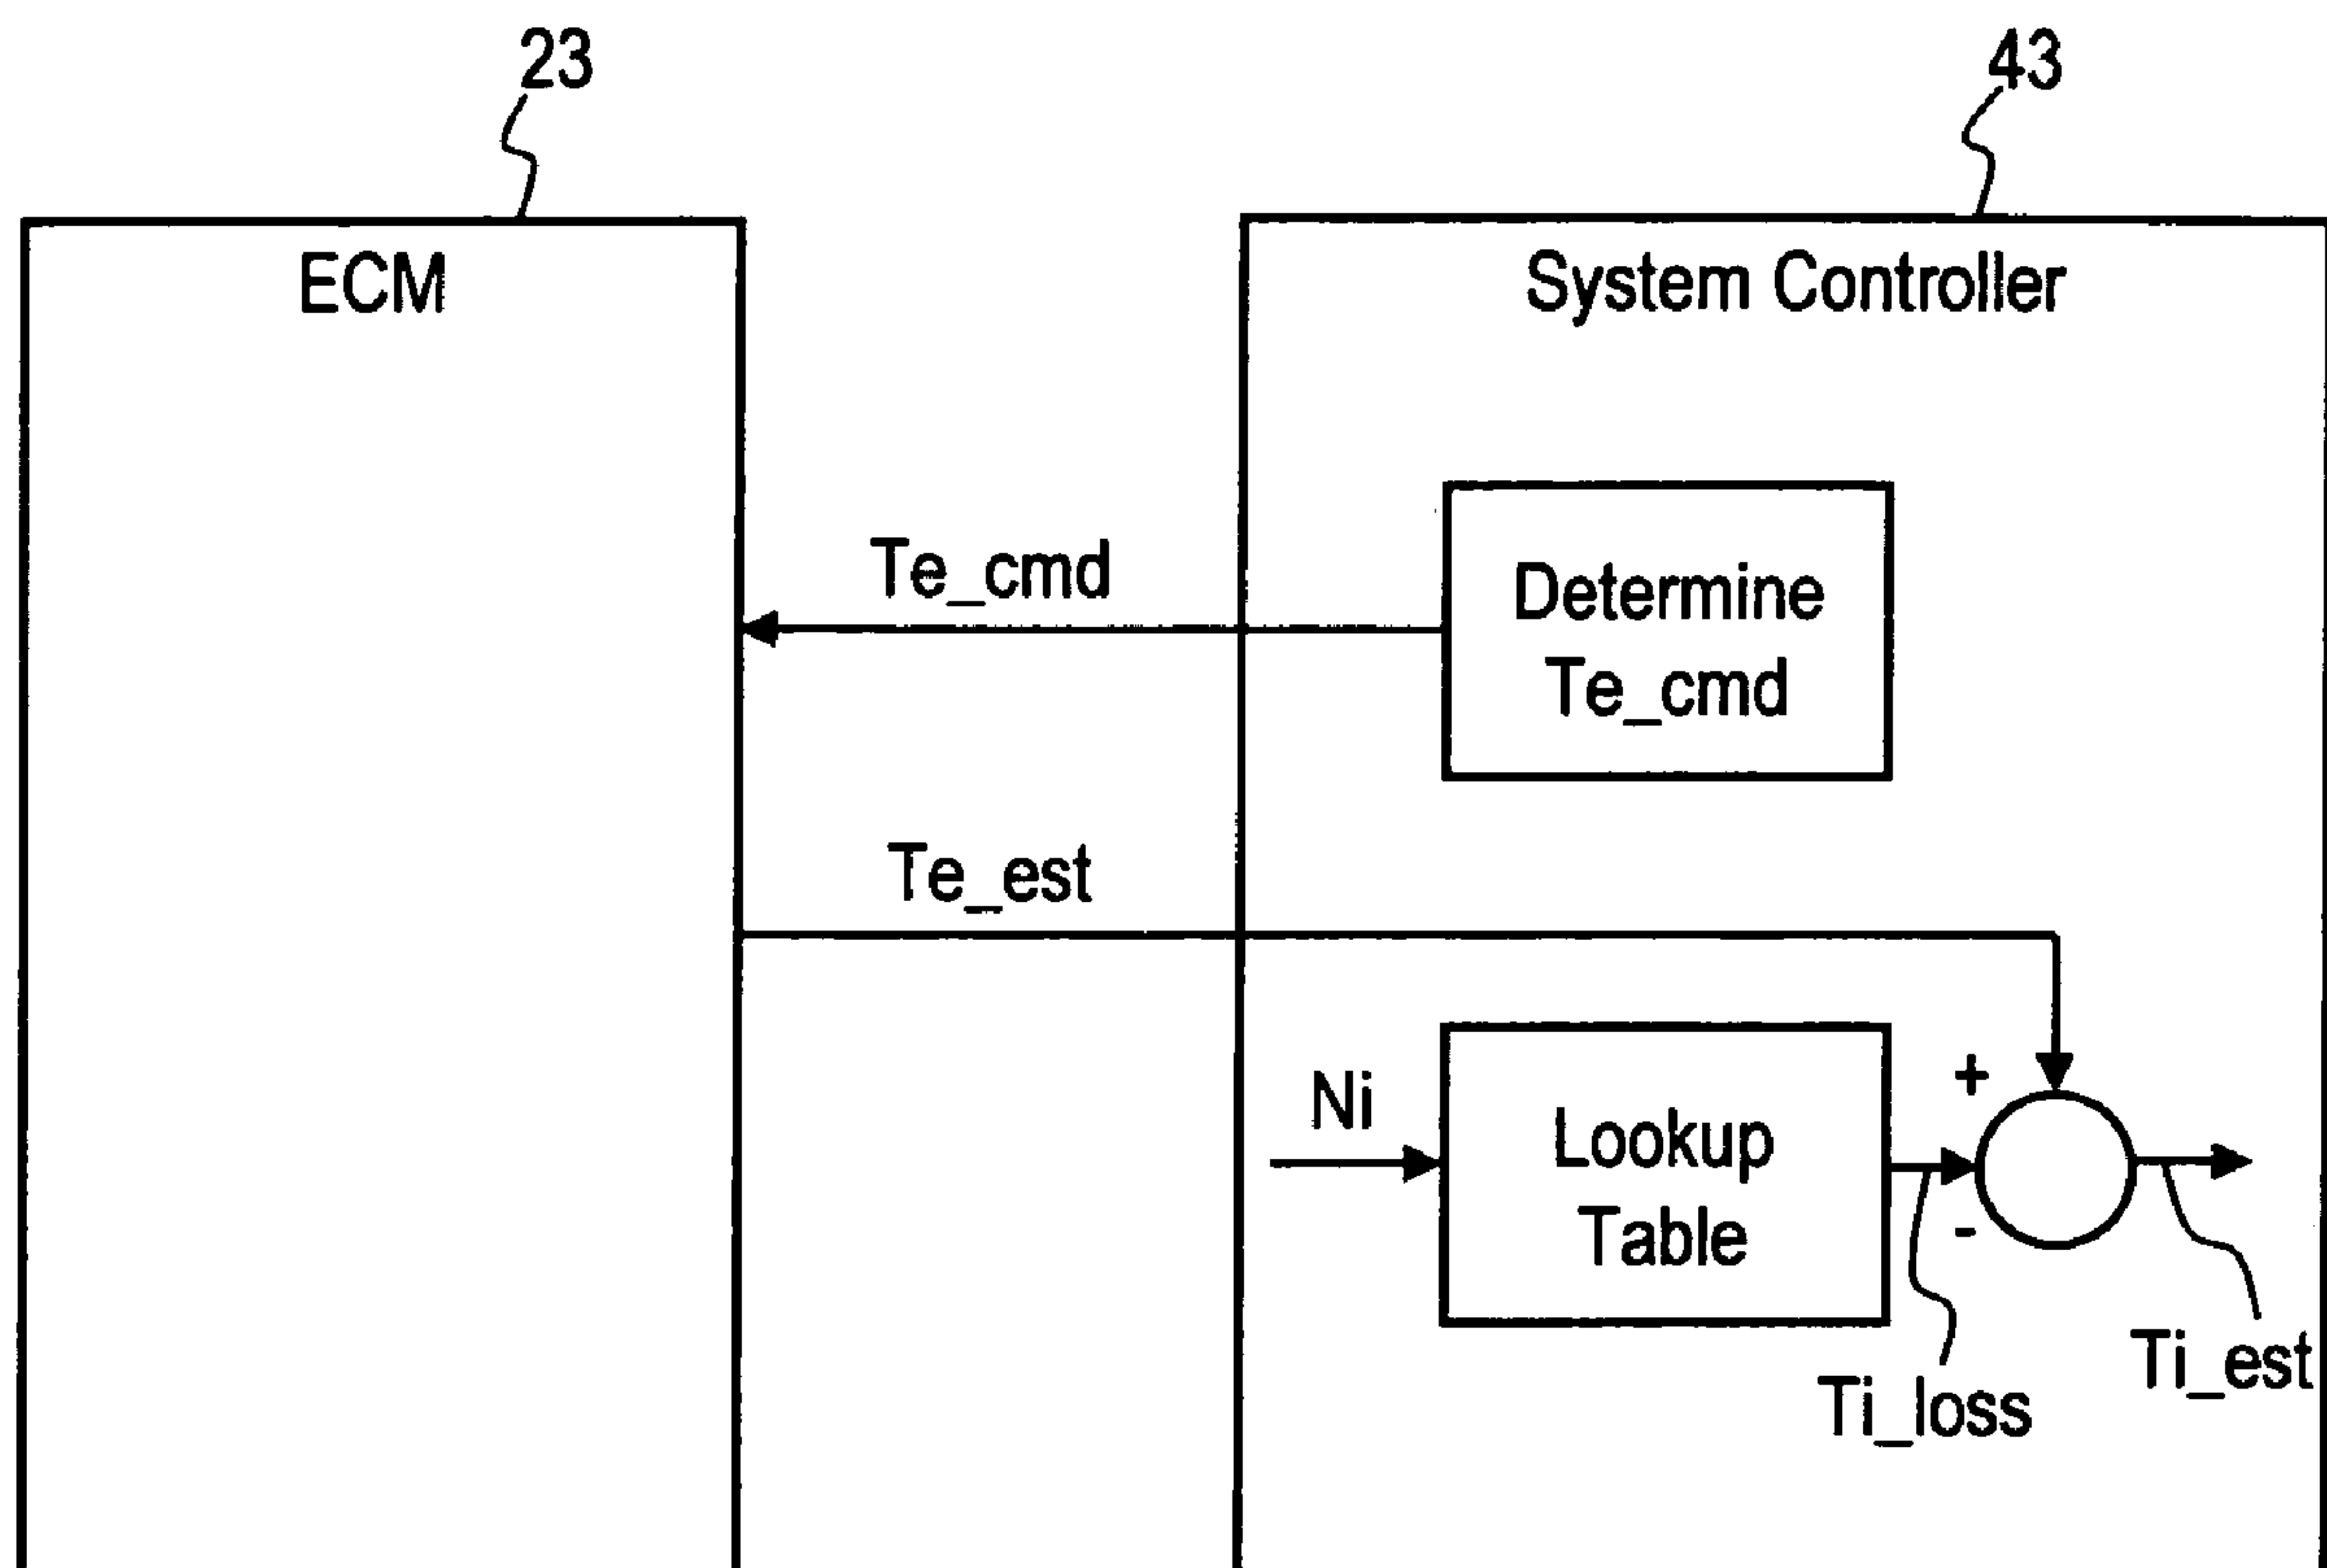 23
43
ECM
System Controller
Te_cmd
Determine
Te_cmd
Te_est
Ni
Lookup
Table
+
-
Ti_loss
Ti_est